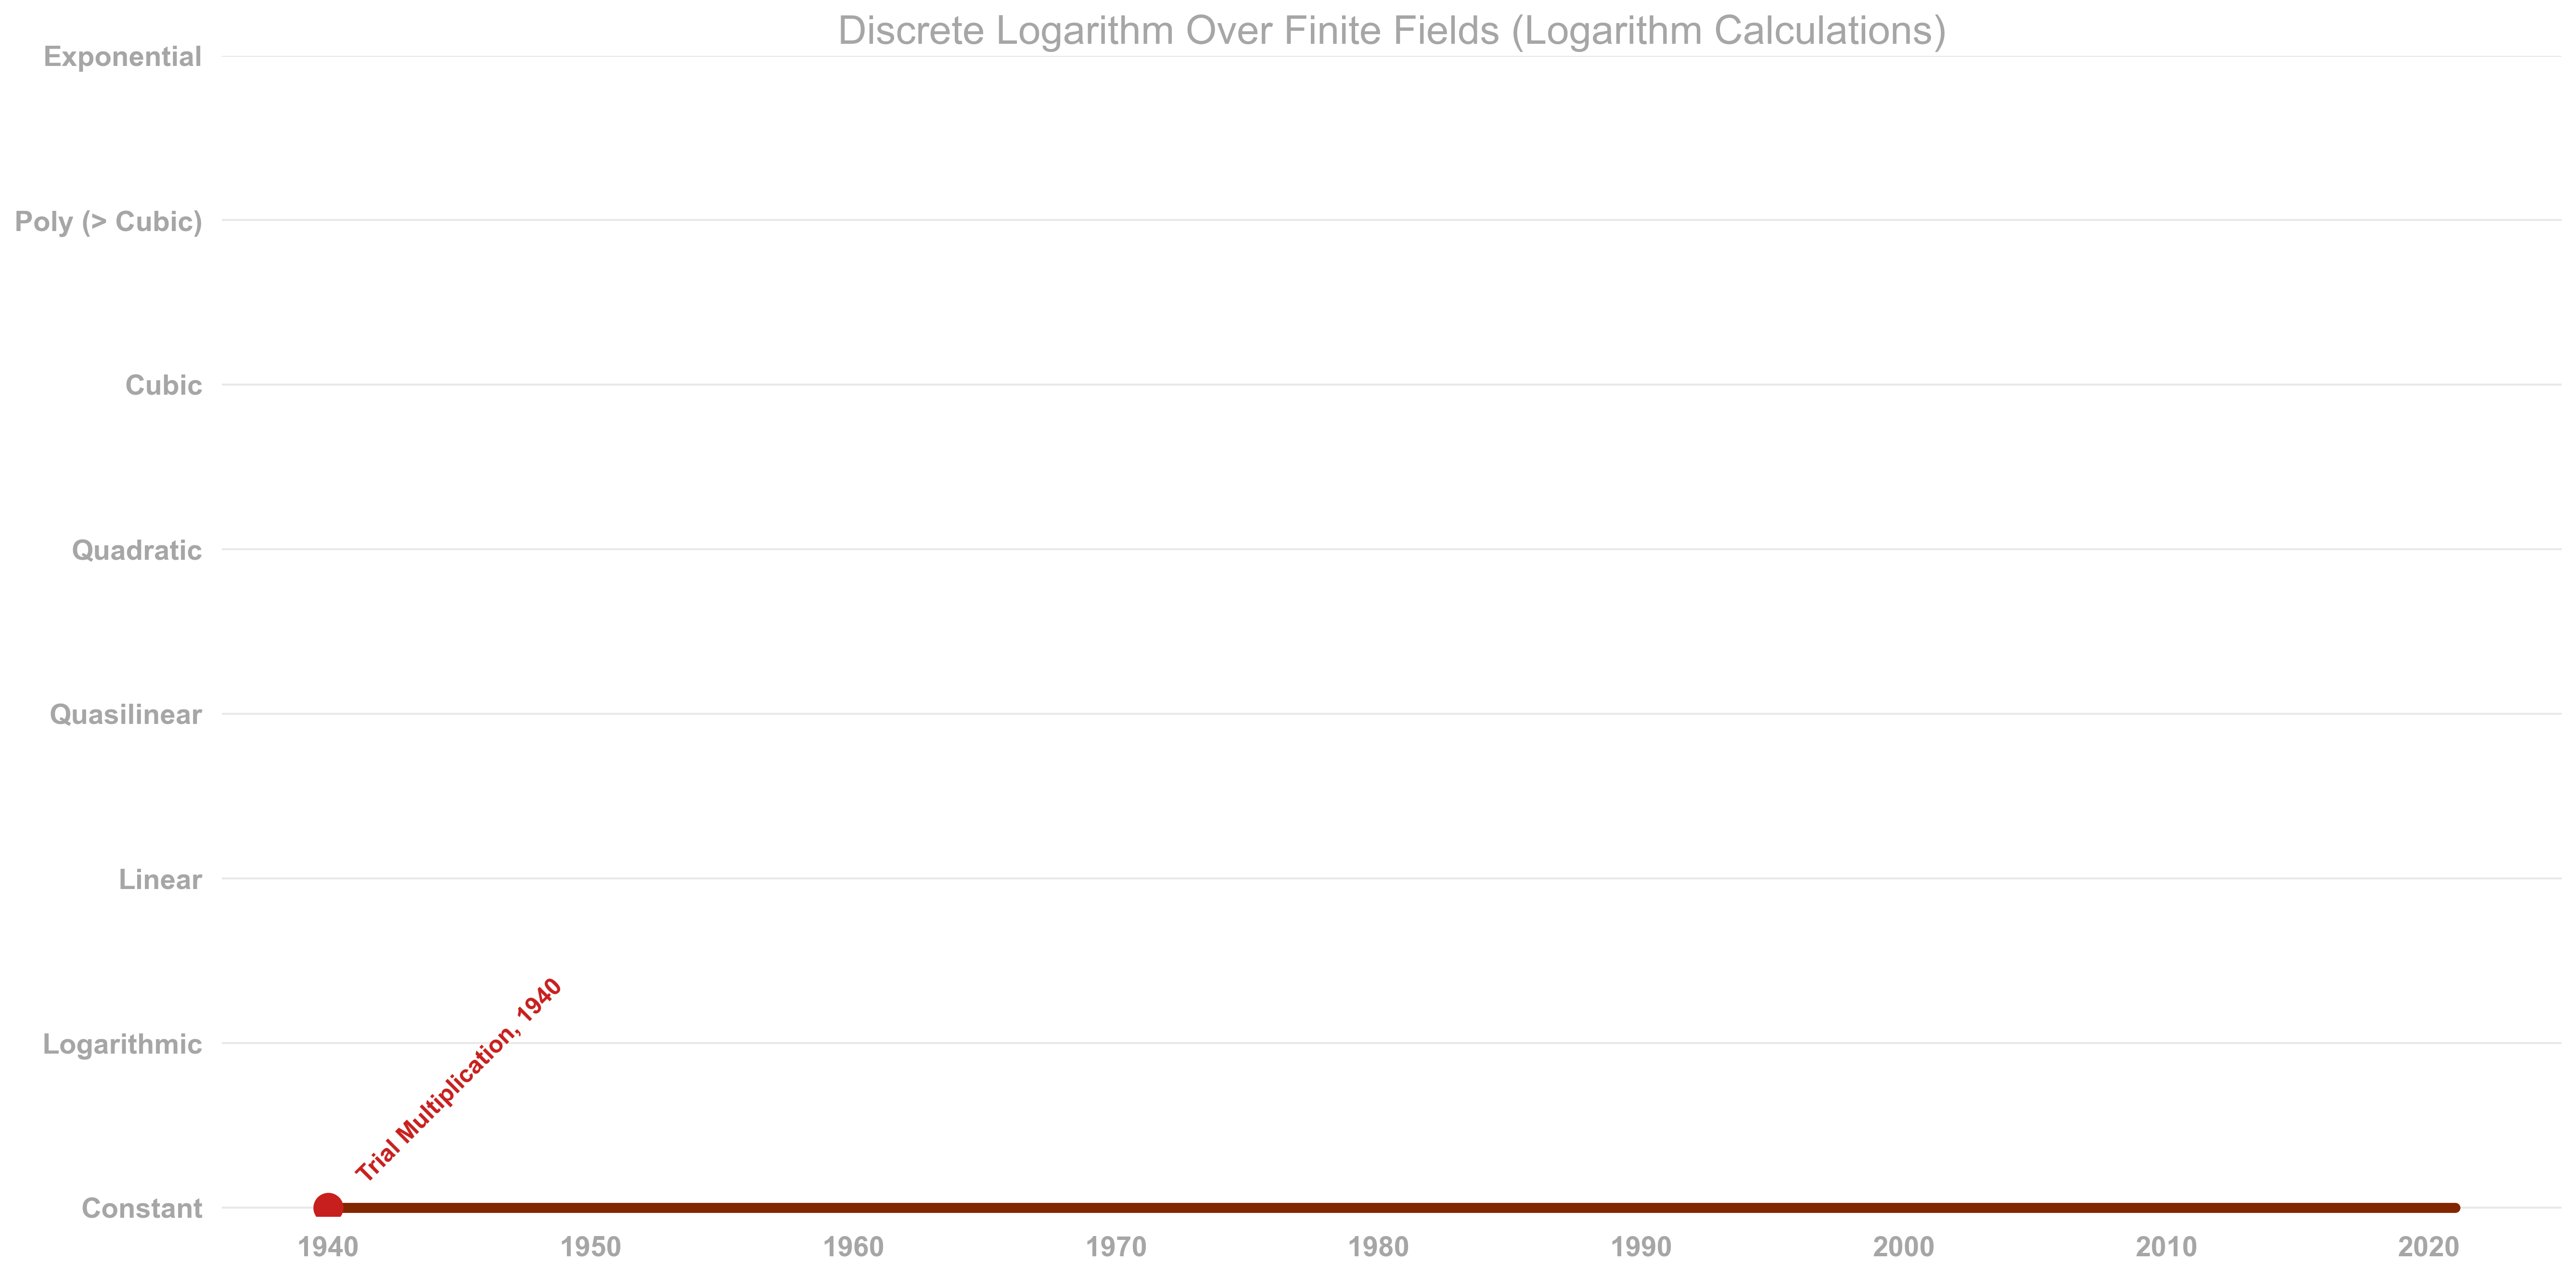 Discrete Logarithm Over Finite Fields (Logarithm Calculations)
Exponential
Poly (> Cubic)
Cubic
Quadratic
Quasilinear
Linear
Logarithmic
Constant
Trial Multiplication, 1940
1940 1950 1960 1970 1980 1990 2000 2010 2020